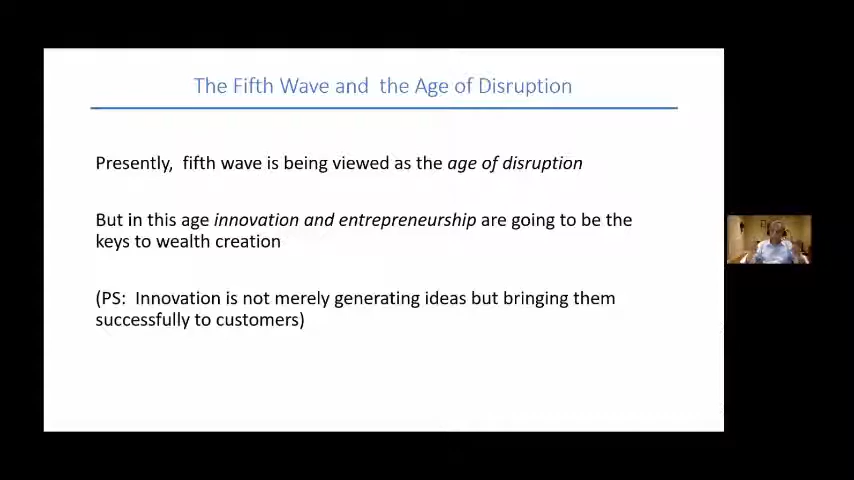 The Fifth Wave and  the Age of Disruption
Presently,  fifth wave is being viewed as the age of disruption
But in this age innovation and entrepreneurship are going to be the
keys to wealth creation
(PS:  Innovation is not merely generating ideas but bringing them
successfully to customers)